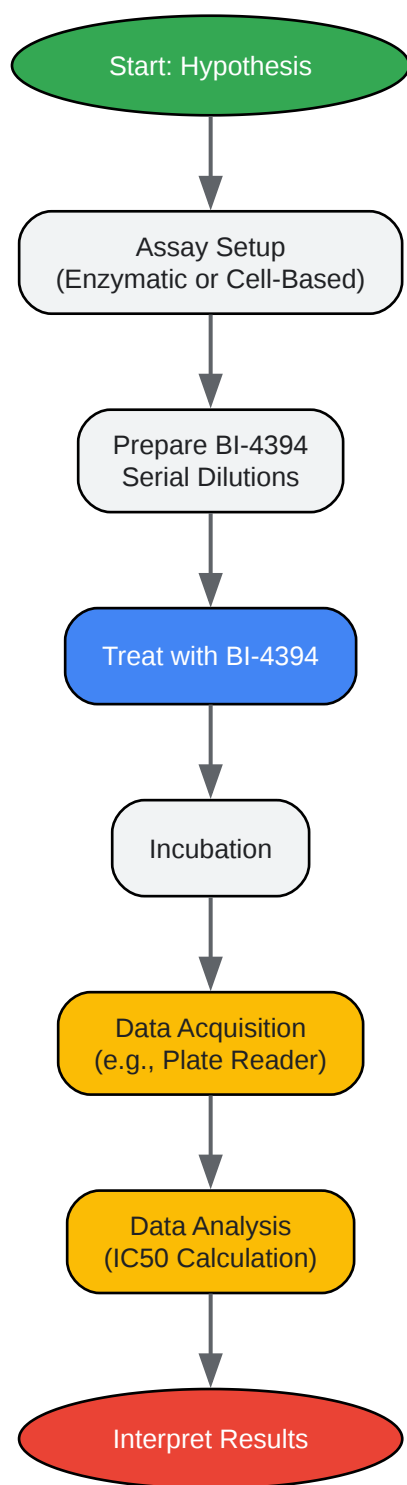 Start: Hypothesis
Assay Setup
(Enzymatic or Cell-Based)
Prepare BI-4394
Serial Dilutions
Treat with BI-4394
Incubation
Data Acquisition
(e.g., Plate Reader)
Data Analysis
(IC50 Calculation)
Interpret Results